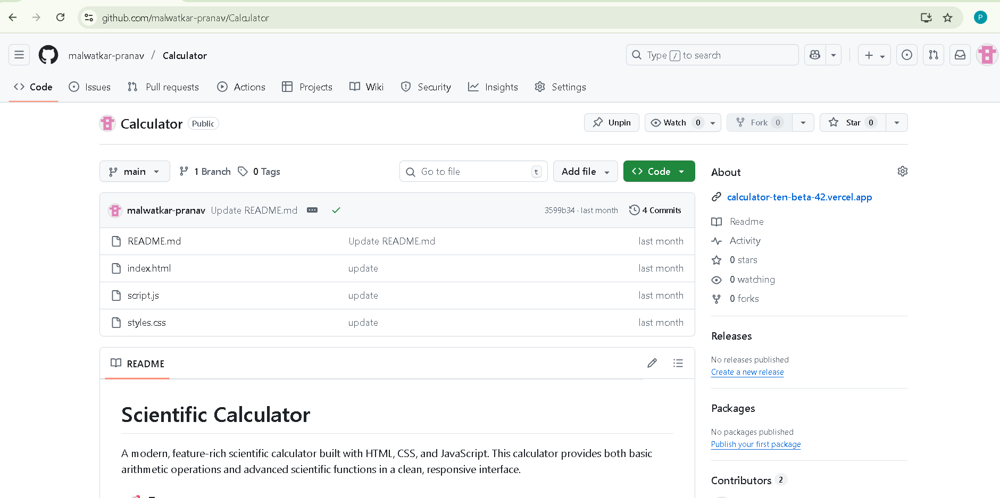 github.com/malwatkar-pranav/Calculator
P
malwatkar-pranav / Calculator
Type / to search
Code Issues Pull requests Actions Projects Wiki Security Insights Settings
Calculator Public
Unpin Watch 0 Fork 0 Star 0
main 1 Branch 0 Tags
Go to file t Add file Code
malwatkar-pranav Update README.md 3599b34 · last month 4 Commits
README.md Update README.md last month
index.html update last month
script.js update last month
styles.css update last month
README
Scientific Calculator
A modern, feature-rich scientific calculator built with HTML, CSS, and JavaScript. This calculator provides both basic
arithmetic operations and advanced scientific functions in a clean, responsive interface.
About
calculator-ten-beta-42.vercel.app
Readme
Activity
0 stars
0 watching
0 forks
Releases
No releases published
Create a new release
Packages
No packages published
Publish your first package
Contributors 2